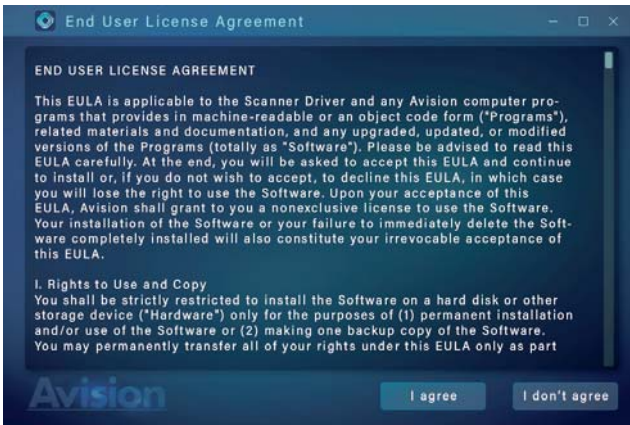 End User License Agreement
END USER LICENSE AGREEMENT
This EULA is applicable to the Scanner Driver and any Avision computer pro-
grams that provides in machine-readable or an object code form ("Programs"),
related materials and documentation, and any upgraded, updated, or modified
versions of the Programs (totally as "Software"). Please be advised to read this
EULA carefully. At the end, you will be asked to accept this EULA and continue
to install or, if you do not wish to accept, to decline this EULA, in which case
you will lose the right to use the Software. Upon your acceptance of this
EULA, Avision shall grant to you a nonexclusive license to use the Software.
Your installation of the Software or your failure to immediately delete the Soft-
ware completely installed will also constitute your irrevocable acceptance of
this EULA.
I. Rights to Use and Copy
You shall be strictly restricted to install the Software on a hard disk or other
storage device ("Hardware") only for the purposes of (1) permanent installation
and/or use of the Software or (2) making one backup copy of the Software.
You may permanently transfer all of your rights under this EULA only as part
Avision
I agree
I don't agree